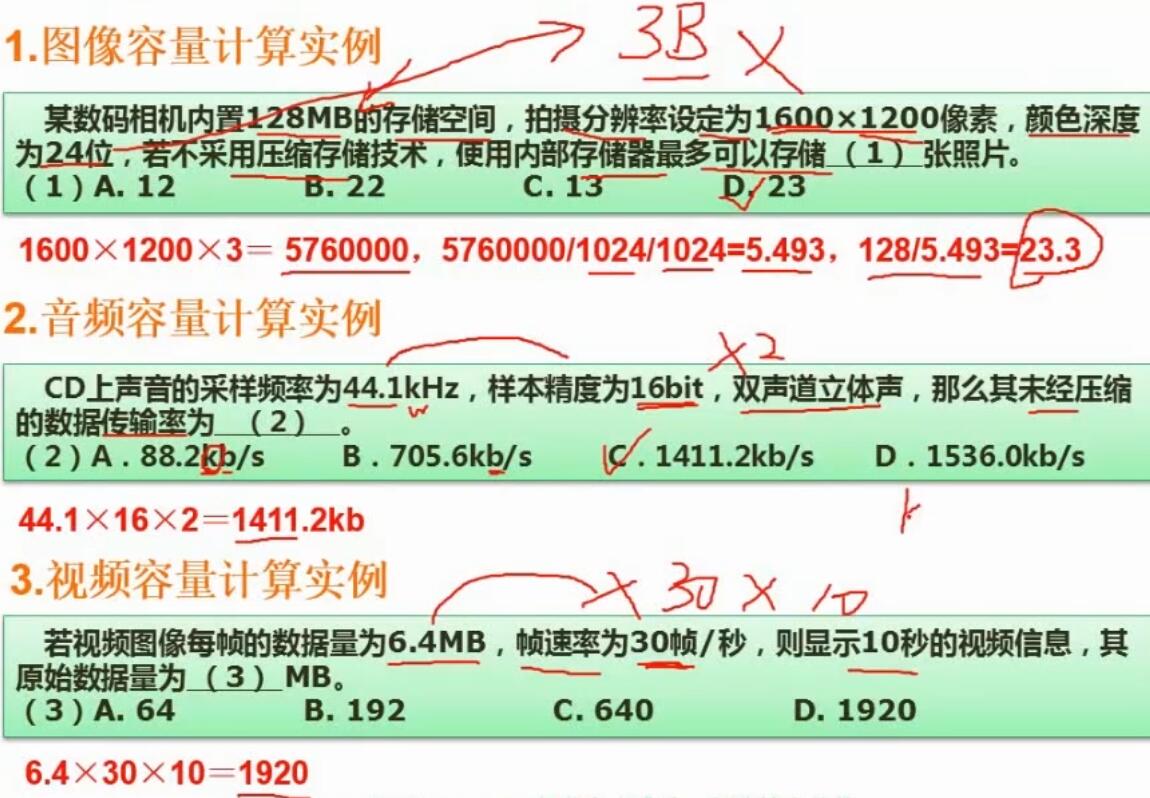 1.图像容量计算实例
3B ×
某数码相机内置128MB的存储空间，拍摄分辨率设定为1600×1200像素，颜色深度
为24位，若不采用压缩存储技术，使用内部存储器最多可以存储（1）张照片。
（1）A. 12 B. 22 C. 13 D. 23
1600×1200×3＝ 5760000，5760000/1024/1024=5.493，128/5.493=23.3
2.音频容量计算实例
×2
CD上声音的采样频率为44.1kHz，样本精度为16bit，双声道立体声，那么其未经压缩
的数据传输率为 （2） 。
（2）A．88.2kb/s B．705.6kb/s C．1411.2kb/s D．1536.0kb/s
44.1×16×2＝1411.2kb
3.视频容量计算实例
× 30 × 10
若视频图像每帧的数据量为6.4MB，帧速率为30帧/秒，则显示10秒的视频信息，其
原始数据量为（3）MB。
（3）A. 64 B. 192 C. 640 D. 1920
6.4×30×10＝1920